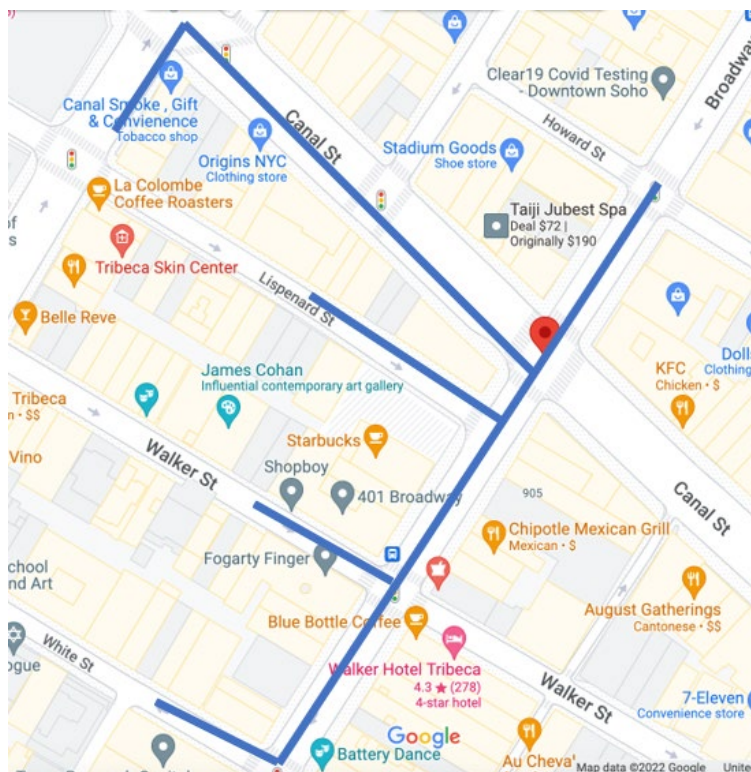 Clear19 Covid Testing
- Downtown Soho
Broadway
Canal Smoke , Gift
& Convienence
Tobacco shop
Canal St
Howard St
Origins NYC
Clothing store
Stadium Goods
Shoe store
La Colombe
Coffee Roasters
Taiji Jubest Spa
Deal $72 |
Originally $190
Tribeca Skin Center
Lispenard St
Belle Reve
James Cohan
Influential contemporary art gallery
KFC
Chicken • $
Clothing
Tribeca
$$
Starbucks
Walker St
Vino
Shopboy
401 Broadway
905
Canal St
Chipotle Mexican Grill
Mexican • $
Fogarty Finger
nd Art
August Gatherings
Cantonese • $$
Blue Bottle Coffee
White St
Walker Hotel Tribeca
4.3 ★ (278)
4-star hotel
Walker St
7-Eleven
Convenience store
Google
Battery Dance
Au Cheva'
Map data ©2022 Google